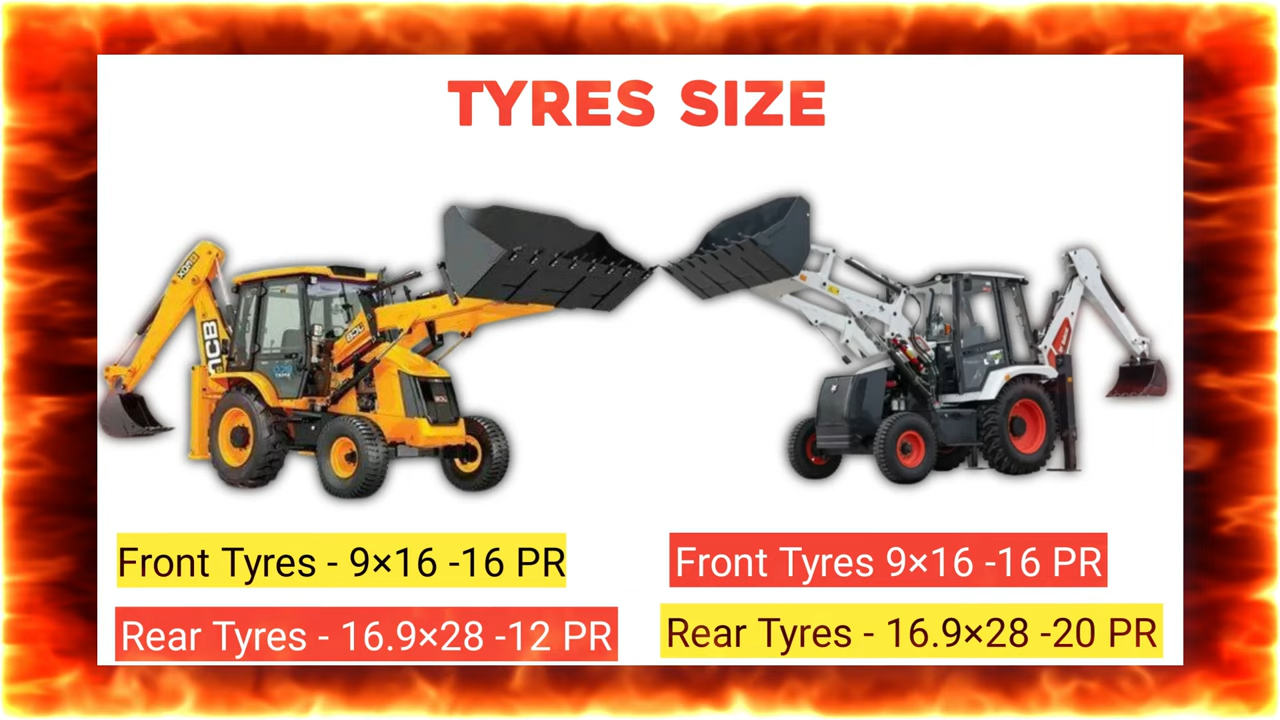 TYRES SIZE
JCB
Front Tyres - 9×16 -16 PR
Front Tyres 9×16 -16 PR
Rear Tyres - 16.9×28 -12 PR
Rear Tyres - 16.9×28 -20 PR